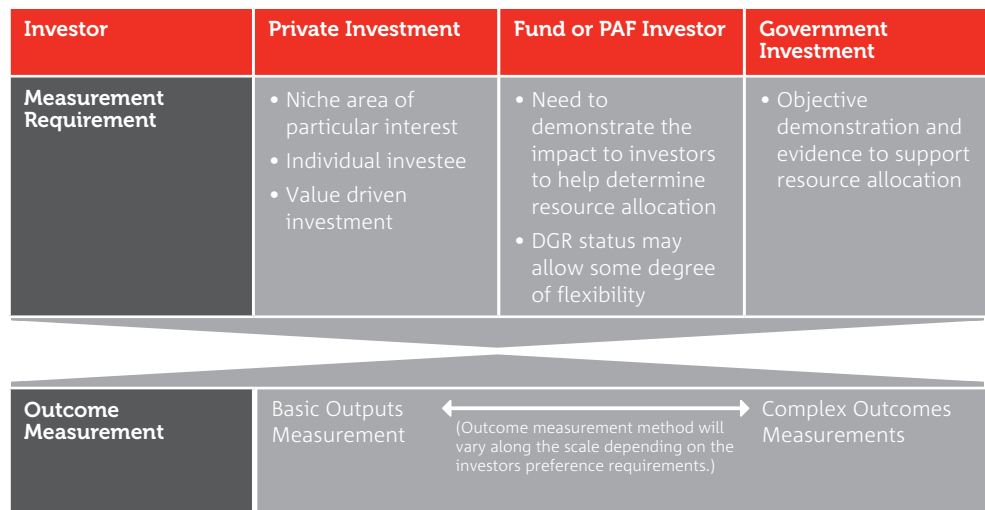 Investor
Private Investment
Fund or PAF Investor
Government
Investment
Measurement
Requirement
• Niche area of
particular interest
• Individual investee
• Value driven
investment
• Need to
demonstrate the
impact to investors
to help determine
resource allocation
• DGR status may
allow some degree
of flexibility
• Objective
demonstration and
evidence to support
resource allocation
Outcome
Measurement
Basic Outputs
Measurement
(Outcome measurement method will
vary along the scale depending on the
investors preference requirements.)
Complex Outcomes
Measurements